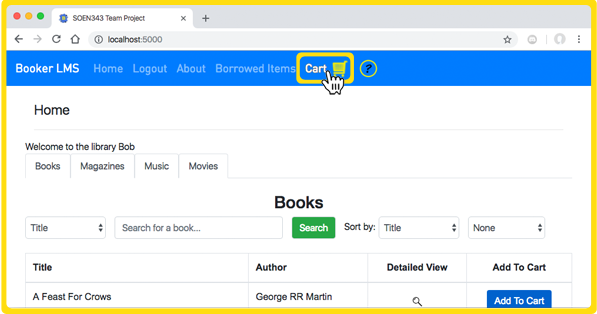 SOEN343 Team Project
localhost:5000
Booker LMS Home Logout About Borrowed Items Cart ?
Home
Welcome to the library Bob
Books Magazines Music Movies
Books
Title Search for a book... Search Sort by: Title None
Title Author Detailed View Add To Cart
A Feast For Crows George RR Martin Add To Cart